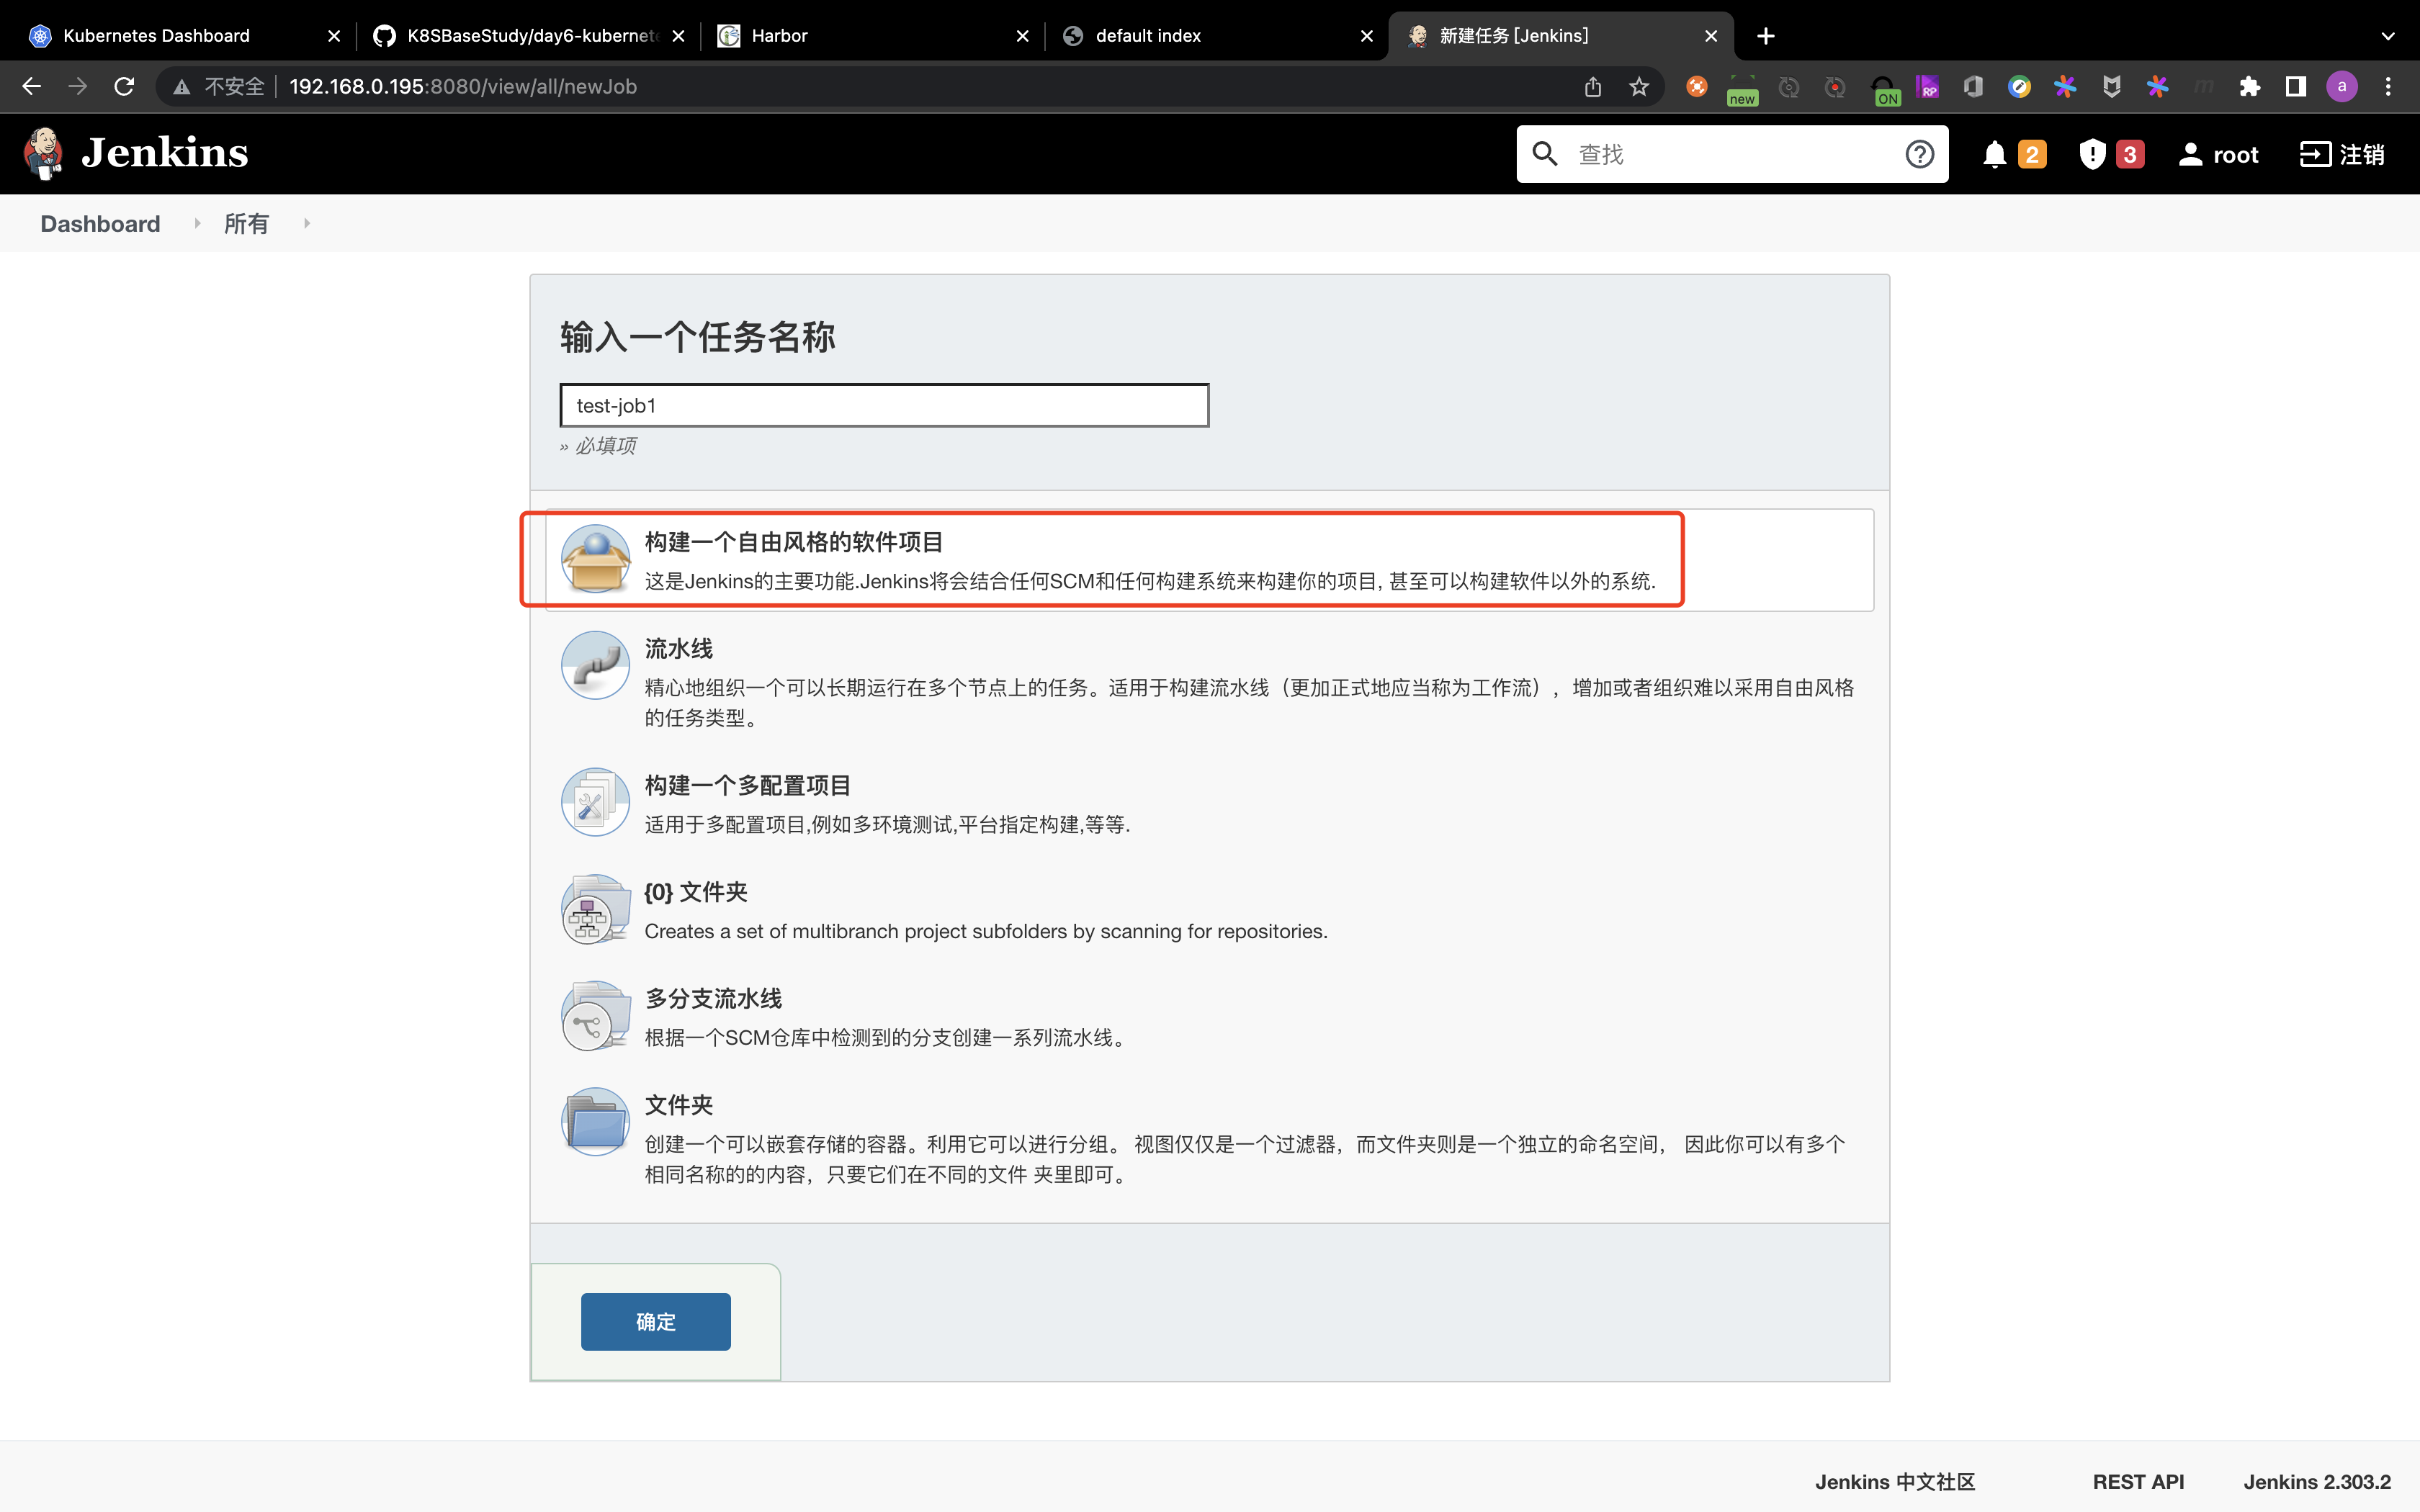 Kubernetes Dashboard
K8SBaseStudy/day6-kubernete
Harbor
default index
新建任务 [Jenkins]
不安全
192.168.0.195:8080/view/all/newJob
new
ON
RP
a
Jenkins
查找
2
3
root
注销
Dashboard
所有
输入一个任务名称
test-job1
» 必填项
构建一个自由风格的软件项目
这是Jenkins的主要功能.Jenkins将会结合任何SCM和任何构建系统来构建你的项目, 甚至可以构建软件以外的系统.
流水线
精心地组织一个可以长期运行在多个节点上的任务。适用于构建流水线（更加正式地应当称为工作流），增加或者组织难以采用自由风格
的任务类型。
构建一个多配置项目
适用于多配置项目,例如多环境测试,平台指定构建,等等.
{0} 文件夹
Creates a set of multibranch project subfolders by scanning for repositories.
多分支流水线
根据一个SCM仓库中检测到的分支创建一系列流水线。
文件夹
创建一个可以嵌套存储的容器。利用它可以进行分组。 视图仅仅是一个过滤器，而文件夹则是一个独立的命名空间， 因此你可以有多个
相同名称的的内容，只要它们在不同的文件 夹里即可。
确定
Jenkins 中文社区
REST API
Jenkins 2.303.2